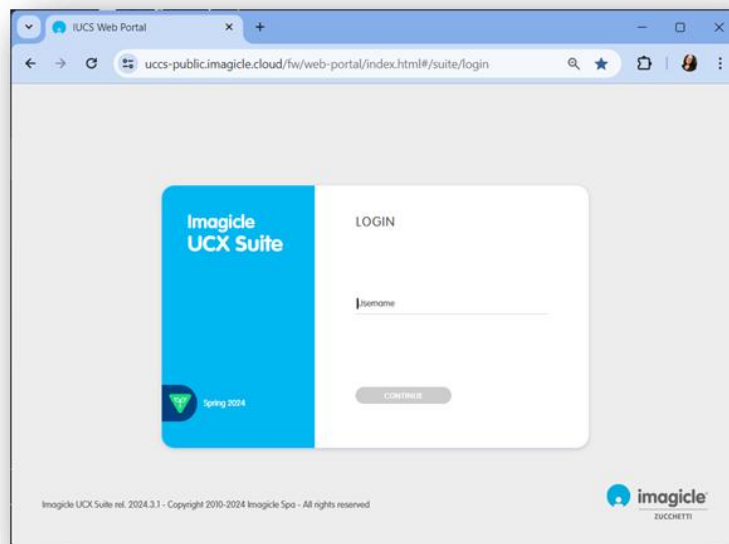 IUCS Web Portal
uccs-public.imagicle.cloud/fw/web-portal/index.html#/suite/login
Imagicle
UCX Suite
LOGIN
Username
Spring 2024
CONTINUE
Imagicle UCX Suite rel. 2024.3.1 - Copyright 2010-2024 Imagicle Spa - All rights reserved
imagicle
ZUCCHETTI